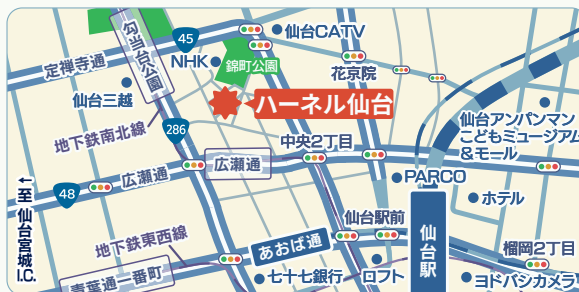 45
仙台CATV
勾当台公園
定禅寺通
NHK
錦町公園
花京院
仙台三越
ハーネル仙台
地下鉄南北線
286
中央2丁目
仙台アンパンマン
こどもミュージアム
&モール
広瀬通
広瀬通
48
PARCO
←至 仙台宮城I.C.
ホテル
仙台駅前
あおば通
仙台駅
榴岡2丁目
地下鉄東西線
七十七銀行
ロフト
ヨドバシカメラ
青葉通一番町